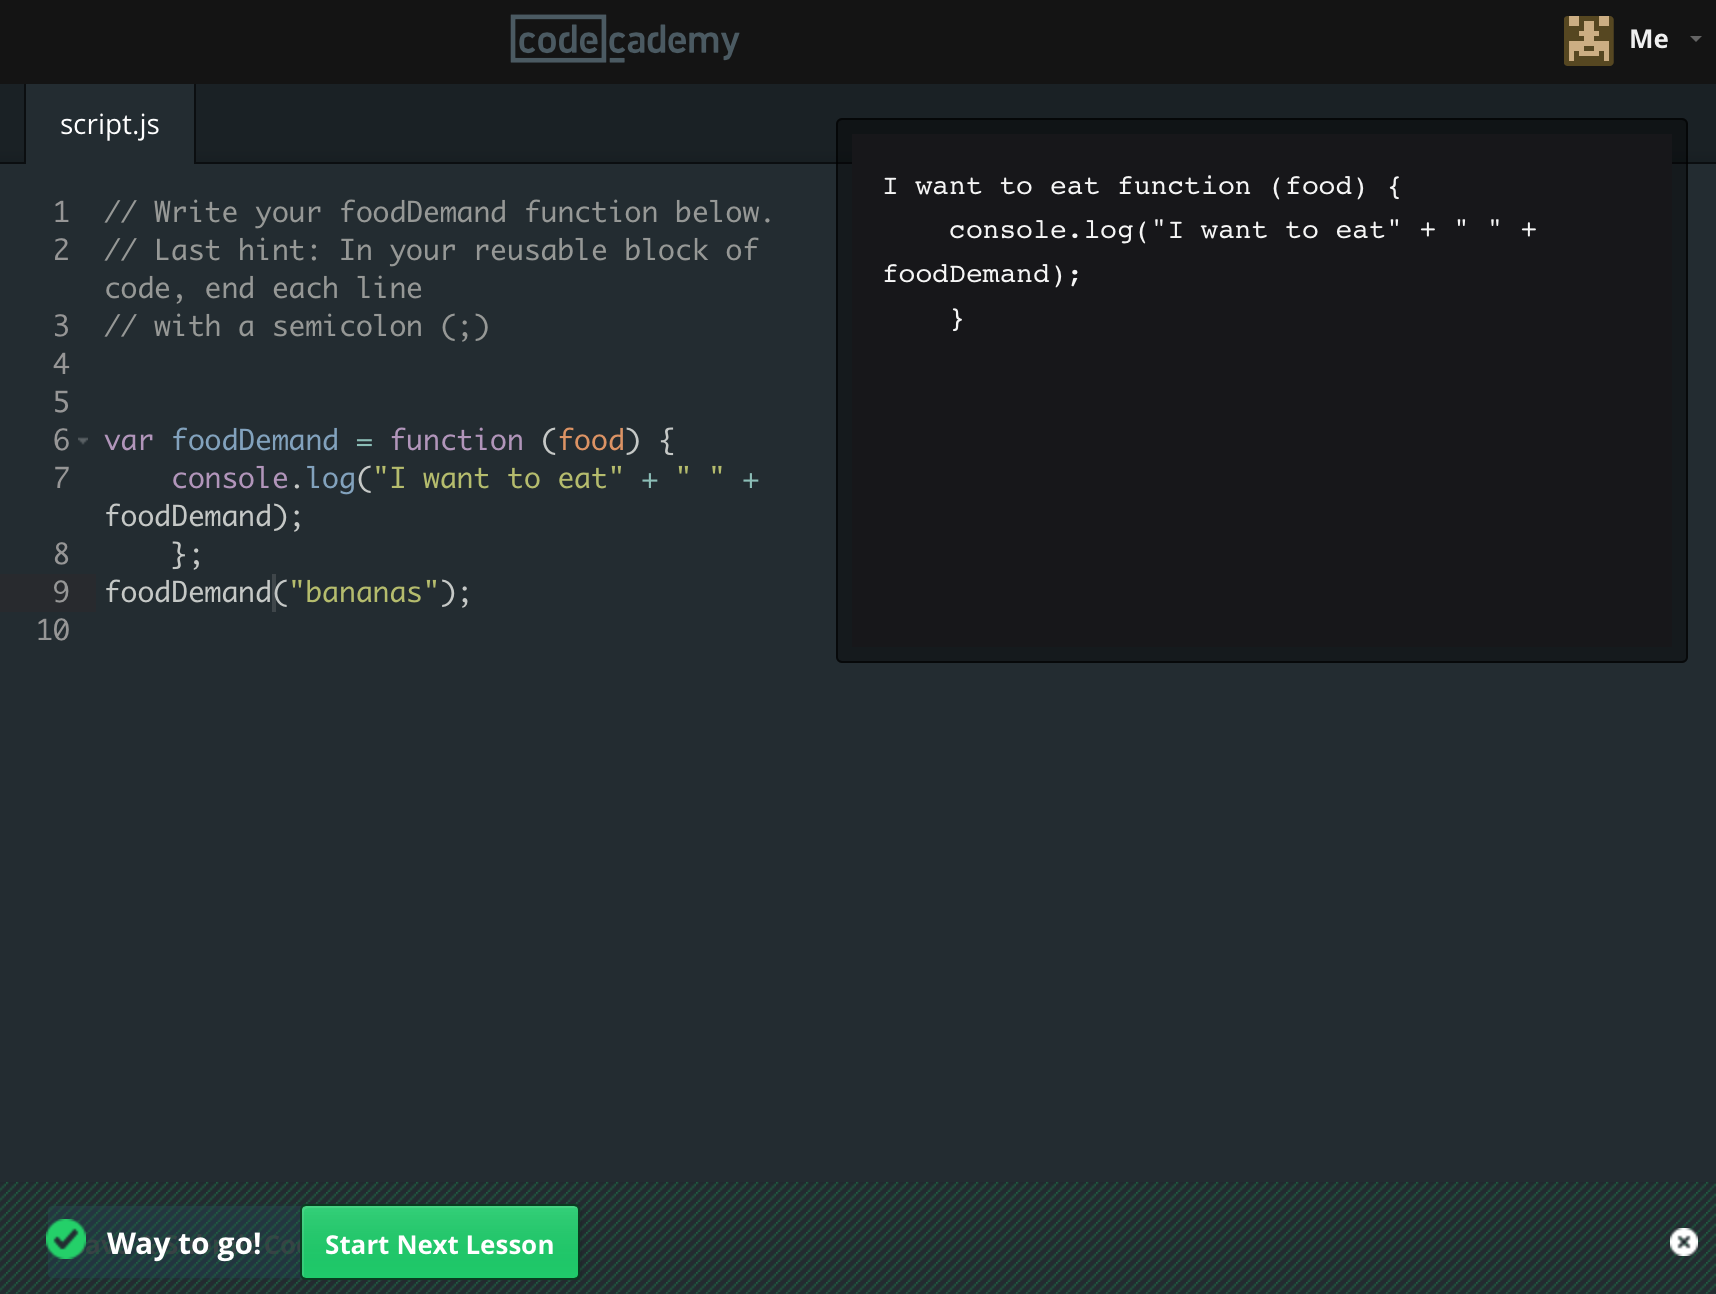 codecademy
Me
script.js
1 // Write your foodDemand function below.
2 // Last hint: In your reusable block of
code, end each line
3 // with a semicolon (;)
4
5
6 var foodDemand = function (food) {
7     console.log("I want to eat" + " " +
foodDemand);
8     };
9 foodDemand("bananas");
10
I want to eat function (food) {
    console.log("I want to eat" + " " +
foodDemand);
    }
Way to go!
Start Next Lesson